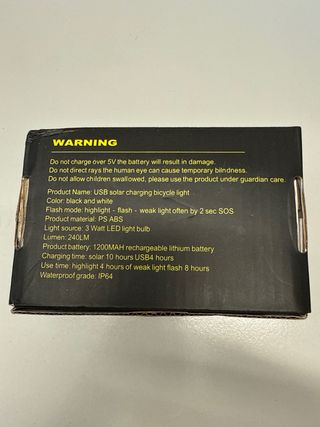 WARNING
Do not charge over 5V the battery will result in damage.
Do not direct rays the human eye can cause temporary bilndness.
Do not allow children swallowed, please use the product under guardian care.
Product Name: USB solar charging bicycle light
Color: black and white
Flash mode: highlight - flash - weak light often by 2 sec SOS
Product material: PS ABS
Light source: 3 Watt LED light bulb
Lumen: 240LM
Product battery: 1200MAH rechargeable lithium battery
Charging time: solar 10 hours USB4 hours
Use time: highlight 4 hours of weak light flash 8 hours
Waterproof grade: IP64